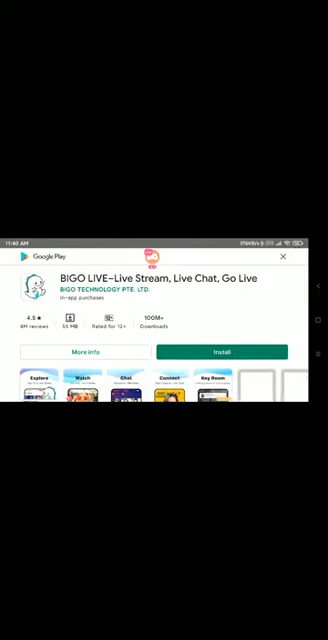 11:40 AM
Google Play
BIGO LIVE–Live Stream, Live Chat, Go Live
BIGO TECHNOLOGY PTE. LTD.
In-app purchases
4.5★
4M reviews
55 MB
Rated for 12+
100M+
Downloads
More info
Install
Explore
Watch
Chat
Connect
Key Room